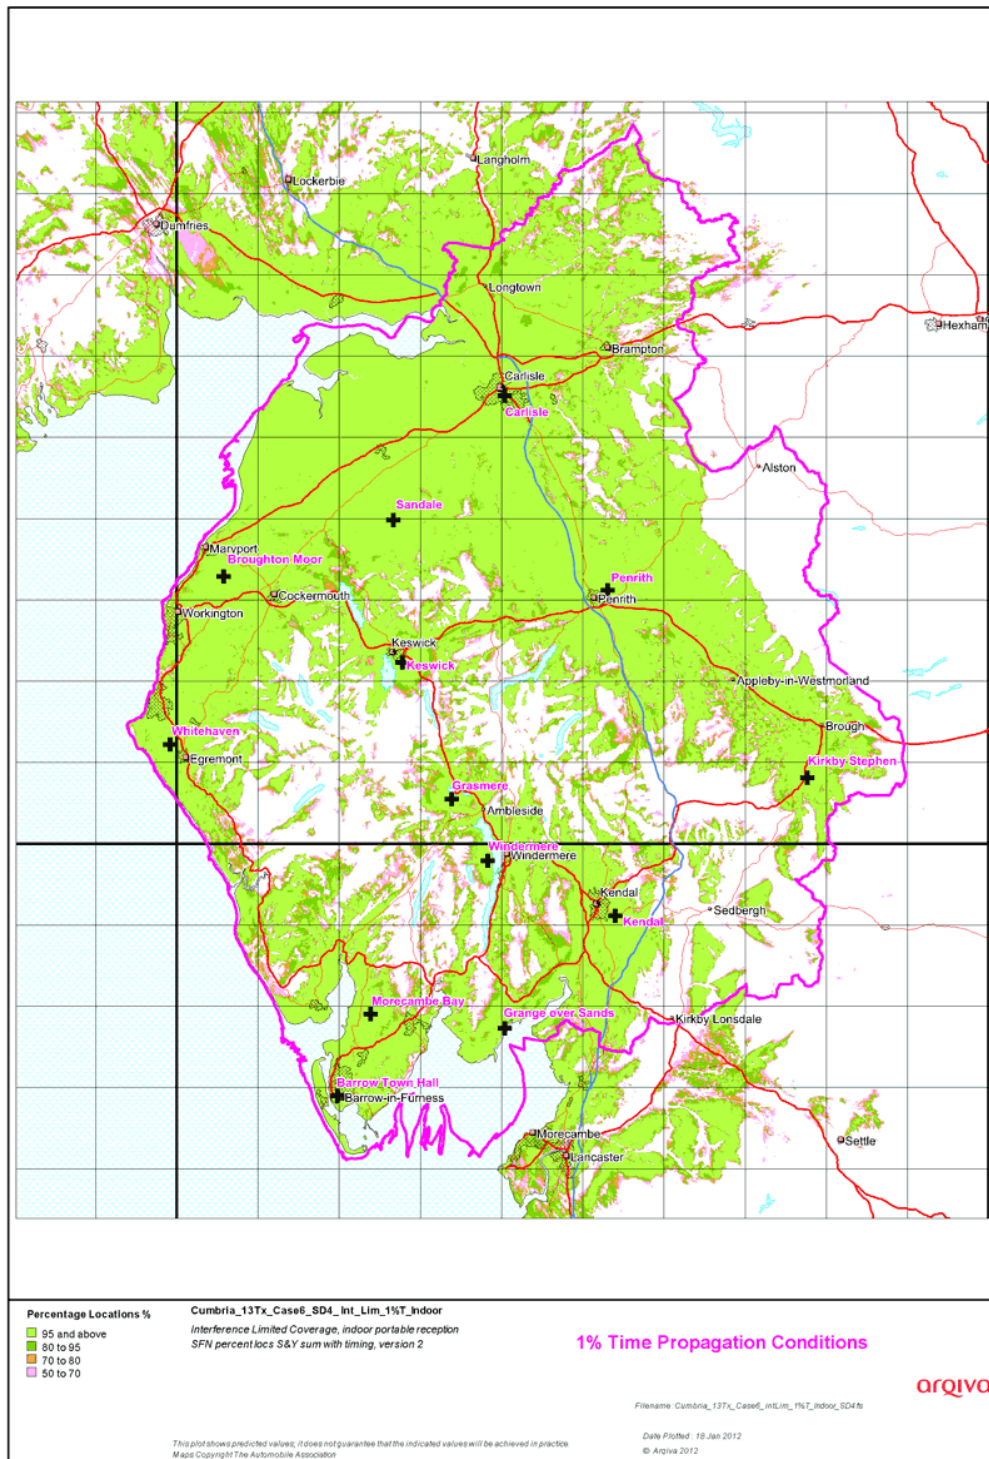 Langholm
Lockerbie
Dumfries
Longtown
Hexham
Brampton
Carlisle
Carlisle
Alston
Sandale
Maryport
Broughton Moor
Penrith
Cockermouth
Penrith
Workington
Keswick
Keswick
Appleby-in-Westmorland
Brough
Whitehaven
Egremont
Kirkby Stephen
Grasmere
Ambleside
Windermere
Windermere
Kendal
Kendal
Sedbergh
Morecambe Bay
Grange over Sands
Kirkby Lonsdale
Barrow Town Hall
Barrow-in-Furness
Morecambe
Settle
Lancaster
Percentage Locations %
95 and above
80 to 95
70 to 80
50 to 70
Cumbria_13Tx_Case6_SD4_ Int_Lim_1%T_Indoor
Interference Limited Coverage, indoor portable reception
SFN percent locs S&Y sum with timing, version 2
1% Time Propagation Conditions
arqiva
Filename: Cumbria_13Tx_Case6_IntLim_1%T_Indoor_SD4fs
Date Plotted : 18 Jan 2012
© Arqiva 2012
This plot shows predicted values; it does not guarantee that the indicated values will be achieved in practice.
Maps Copyright The Automobile Association